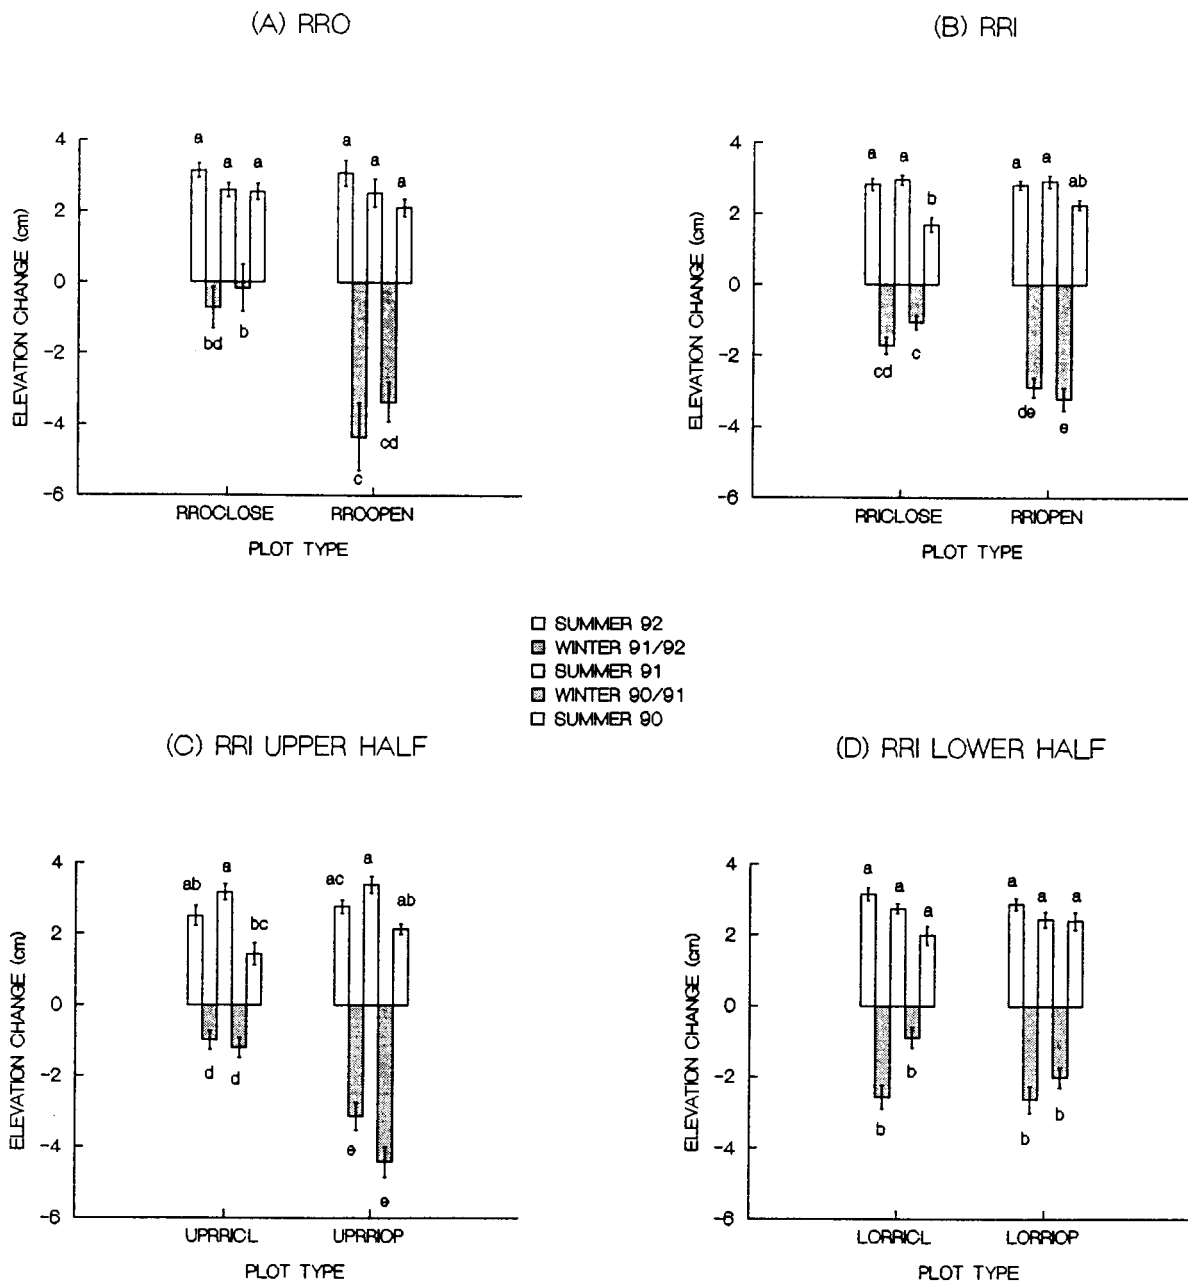 (A) RRO
a
a
a
a
a
a
4
2
0
-2
-4
-6
ELEVATION CHANGE (cm)
bd
b
c
cd
RROCLOSE
RROOPEN
PLOT TYPE
(B) RRI
a
a
b
a
a
ab
4
2
0
-2
-4
-6
ELEVATION CHANGE (cm)
cd
c
de
e
RRICLOSE
RRIOPEN
PLOT TYPE
SUMMER 92
WINTER 91/92
SUMMER 91
WINTER 90/91
SUMMER 90
(C) RRI UPPER HALF
ab
a
bc
ac
a
ab
4
2
0
-2
-4
-6
ELEVATION CHANGE (cm)
d
d
e
e
UPRRICL
UPRRIOP
PLOT TYPE
(D) RRI LOWER HALF
a
a
a
a
a
a
4
2
0
-2
-4
-6
ELEVATION CHANGE (cm)
b
b
b
b
LORRICL
LORRIOP
PLOT TYPE